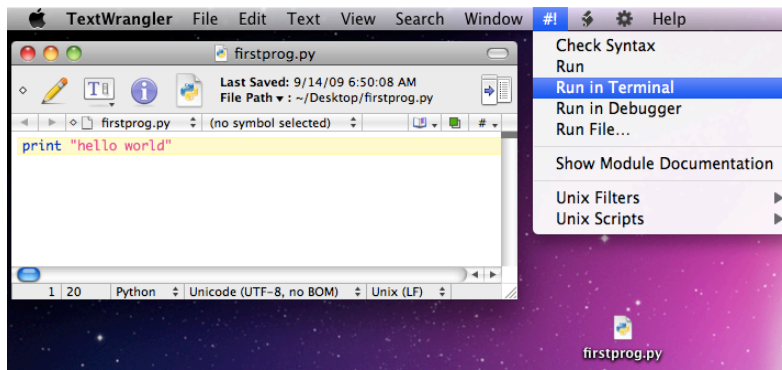 TextWrangler File Edit Text View Search Window #! Help
firstprog.py
Last Saved: 9/14/09 6:50:08 AM
File Path ▾ : ~/Desktop/firstprog.py
firstprog.py (no symbol selected) # ▾
print "hello world"
1 20 Python Unicode (UTF-8, no BOM) Unix (LF)
Check Syntax
Run
Run in Terminal
Run in Debugger
Run File...
Show Module Documentation
Unix Filters
Unix Scripts
firstprog.py